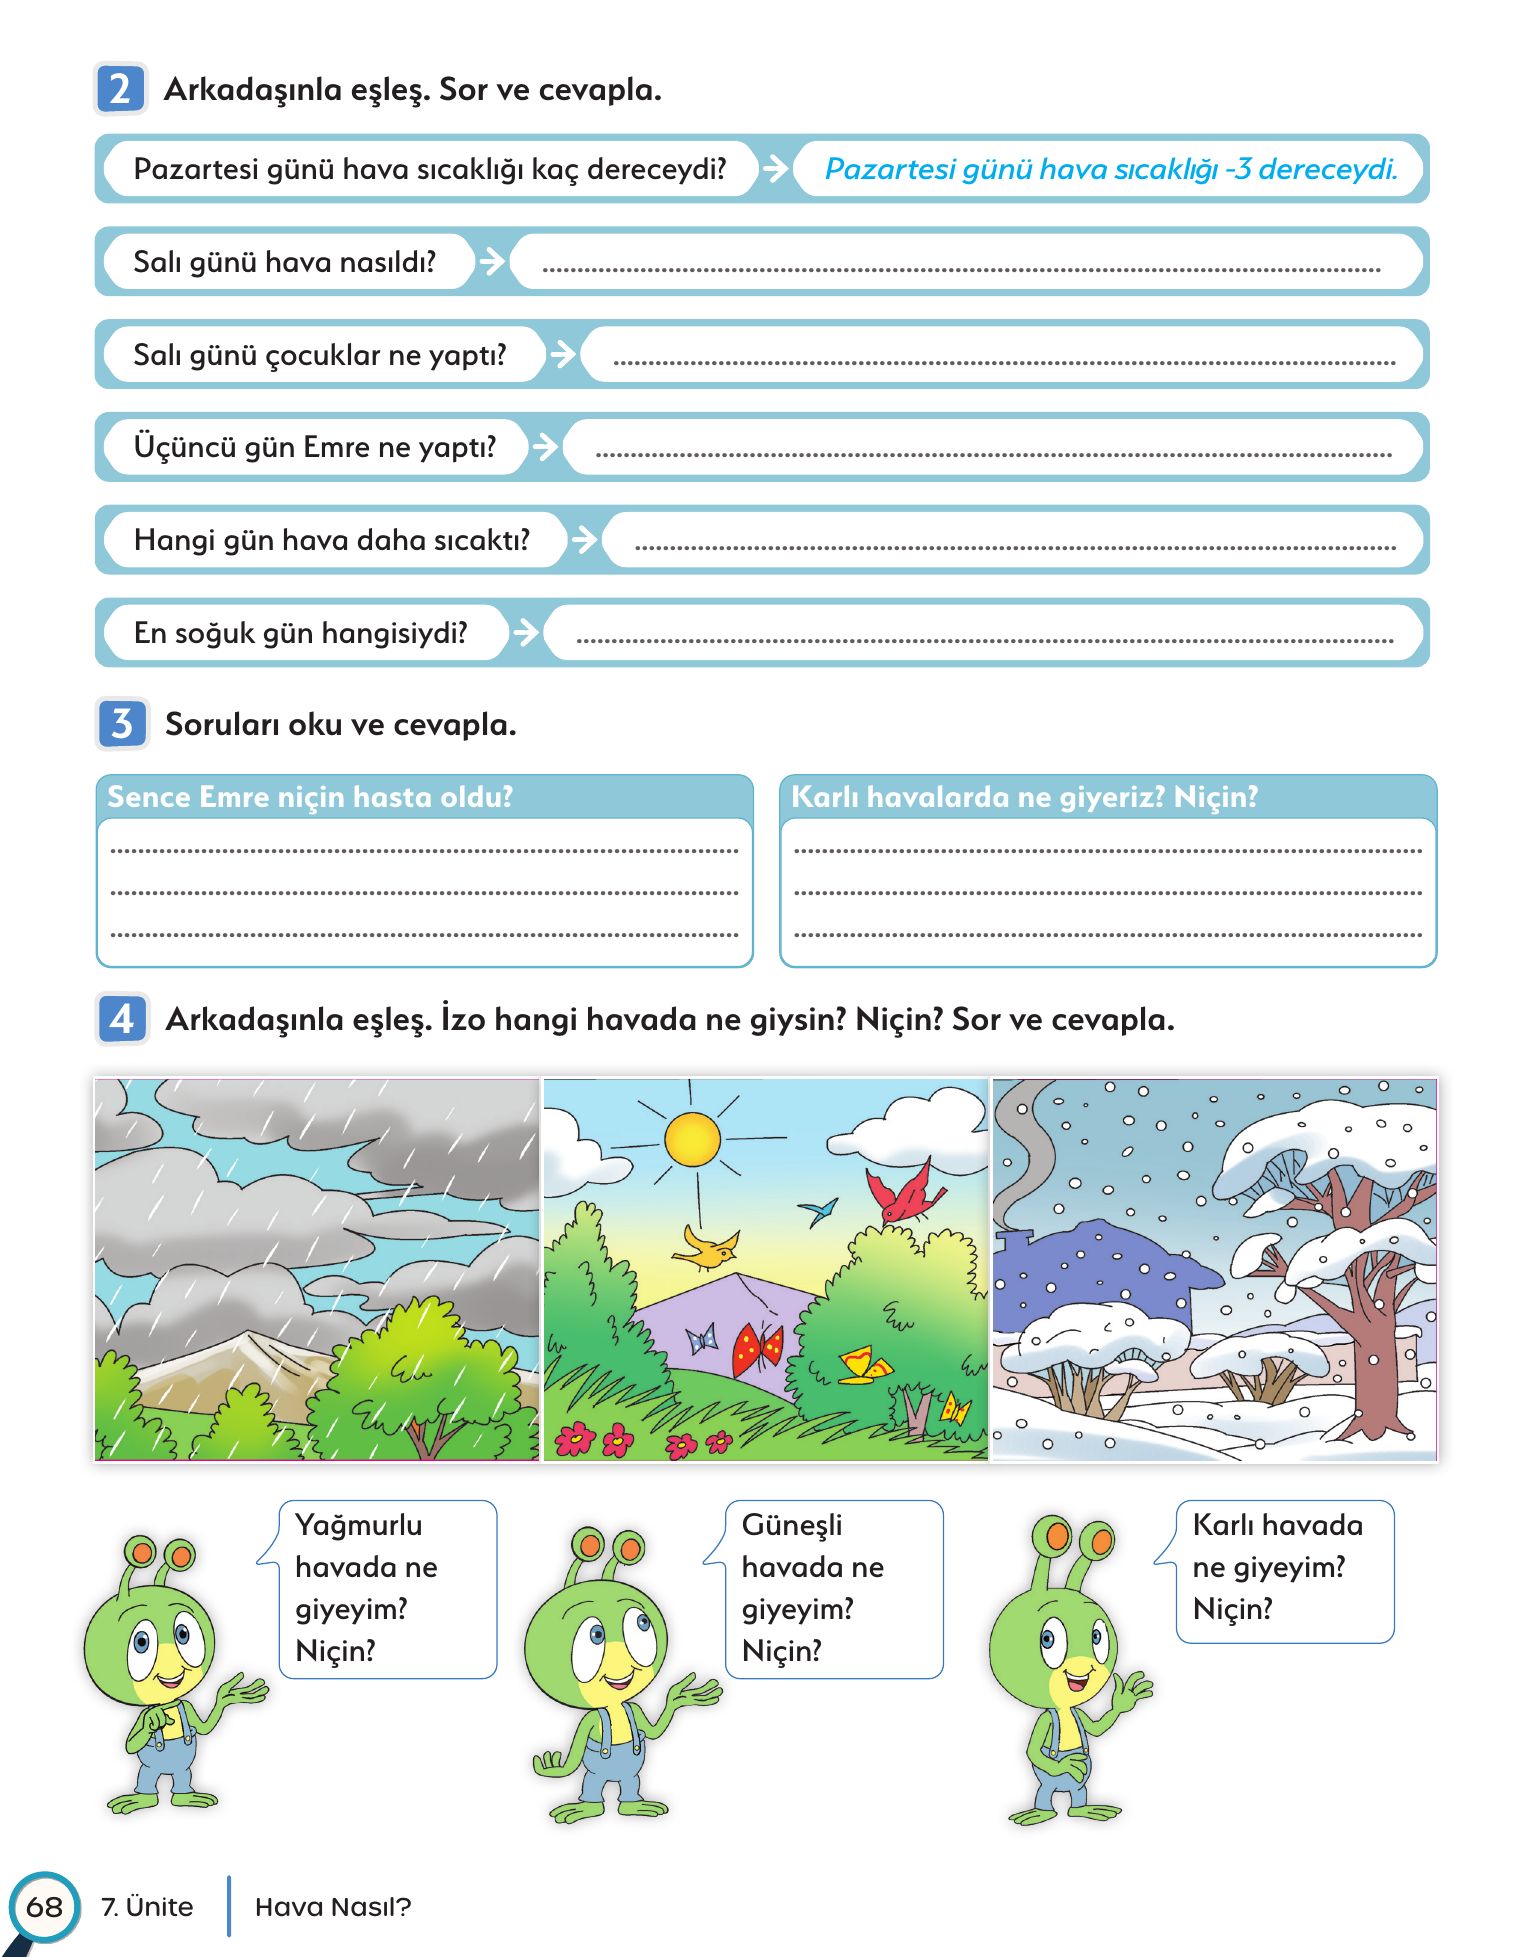 2 Arkadaşınla eşleş. Sor ve cevapla.
Pazartesi günü hava sıcaklığı kaç dereceydi? → Pazartesi günü hava sıcaklığı -3 dereceydi.
Salı günü hava nasıldı? → ....................
Salı günü çocuklar ne yaptı? → ....................
Üçüncü gün Emre ne yaptı? → ....................
Hangi gün hava daha sıcaktı? → ....................
En soğuk gün hangisiydi? → ....................
3 Soruları oku ve cevapla.
Sence Emre niçin hasta oldu?
Karlı havalarda ne giyeriz? Niçin?
4 Arkadaşınla eşleş. İzo hangi havada ne giysin? Niçin? Sor ve cevapla.
Yağmurlu
havada ne
giyeyim?
Niçin?
Güneşli
havada ne
giyeyim?
Niçin?
Karlı havada
ne giyeyim?
Niçin?
68 7. Ünite Hava Nasıl?